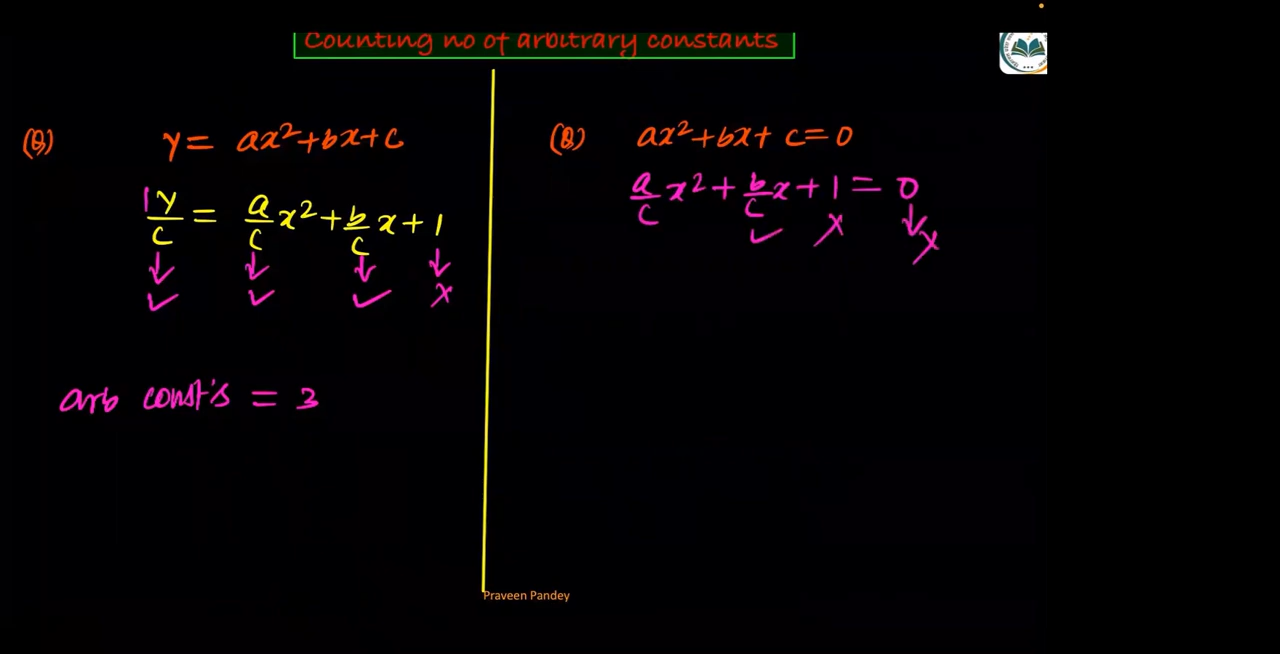 Counting no of arbitrary constants
(Q) y = ax²+bx+c
1y/c = a/c x²+b/c x+1
arb const's = 3
(Q) ax²+bx+c=0
a/c x²+b/c x+1=0
Praveen Pandey